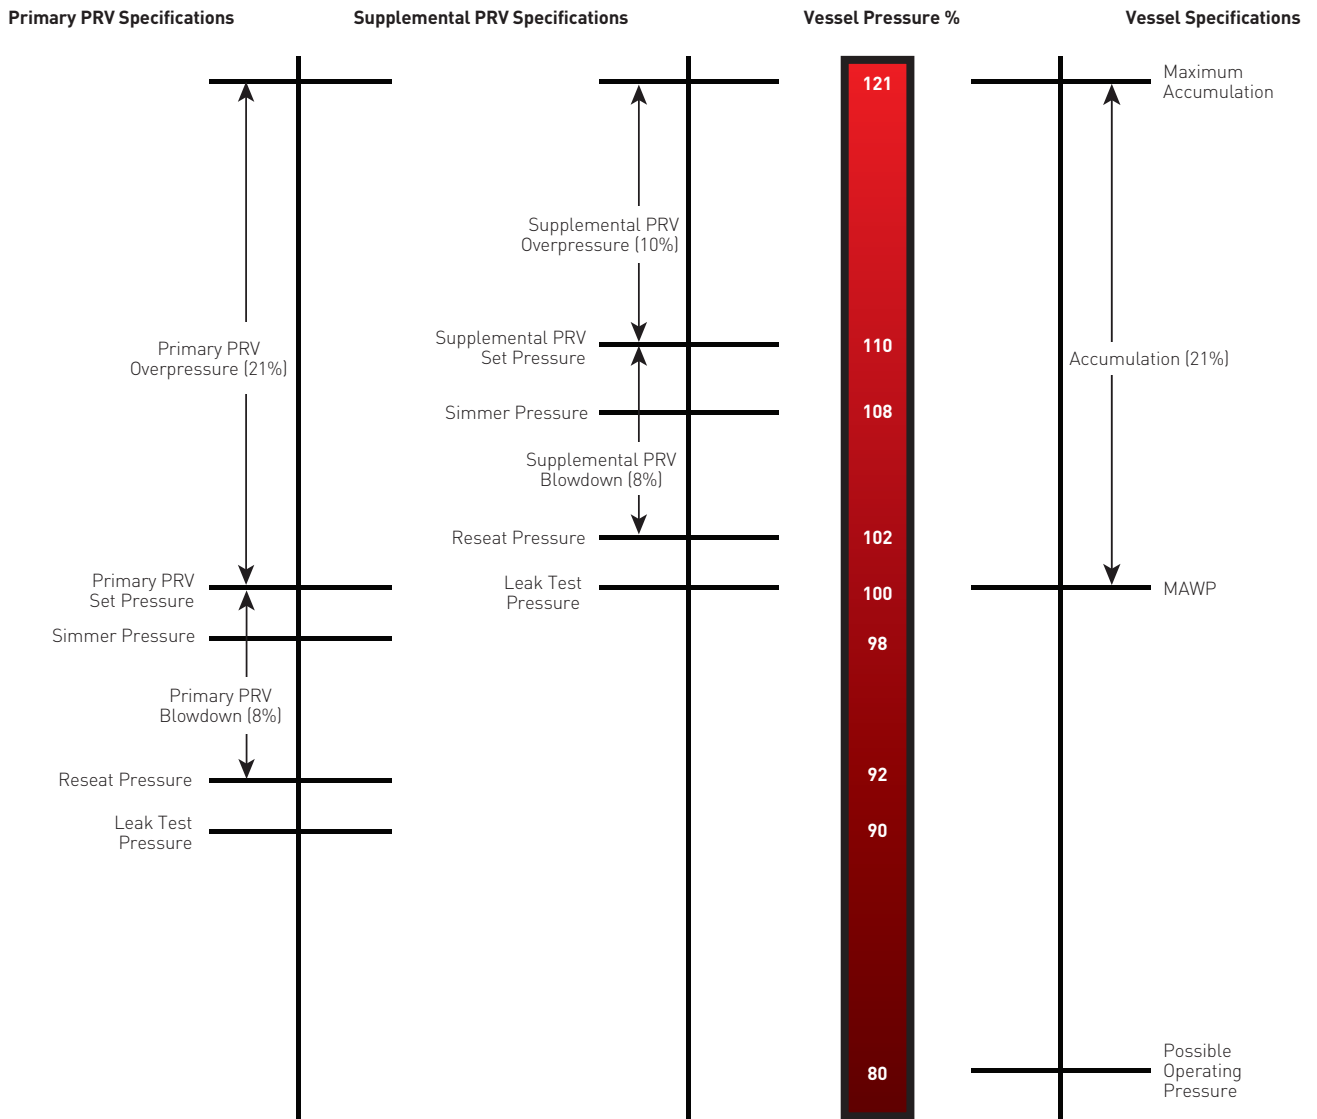 Primary PRV Specifications
Supplemental PRV Specifications
Vessel Pressure %
Vessel Specifications
Primary PRV
Overpressure (21%)
Primary PRV
Set Pressure
Simmer Pressure
Primary PRV
Blowdown (8%)
Reseat Pressure
Leak Test
Pressure
Supplemental PRV
Overpressure (10%)
Supplemental PRV
Set Pressure
Simmer Pressure
Supplemental PRV
Blowdown (8%)
Reseat Pressure
Leak Test
Pressure
121
110
108
102
100
98
92
90
80
Maximum
Accumulation
Accumulation (21%)
MAWP
Possible
Operating
Pressure